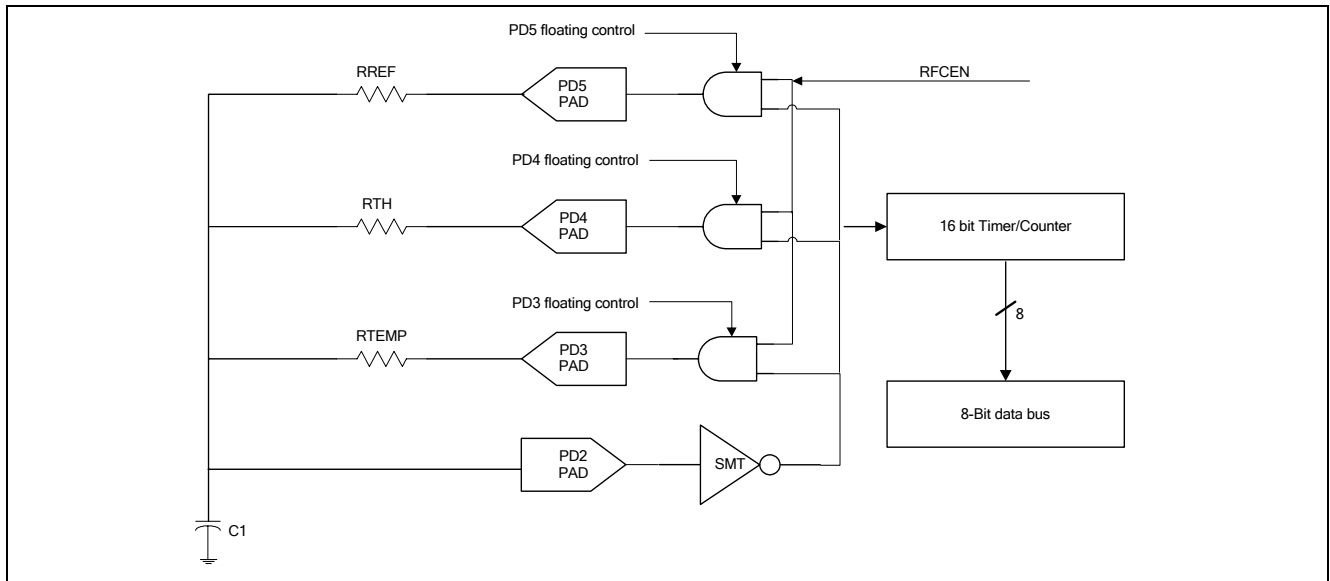 PD5 floating control
RREF
PD5
PAD
RFCEN
PD4 floating control
RTH
PD4
PAD
16 bit Timer/Counter
PD3 floating control
8
RTEMP
PD3
PAD
8-Bit data bus
PD2
PAD
SMT
C1